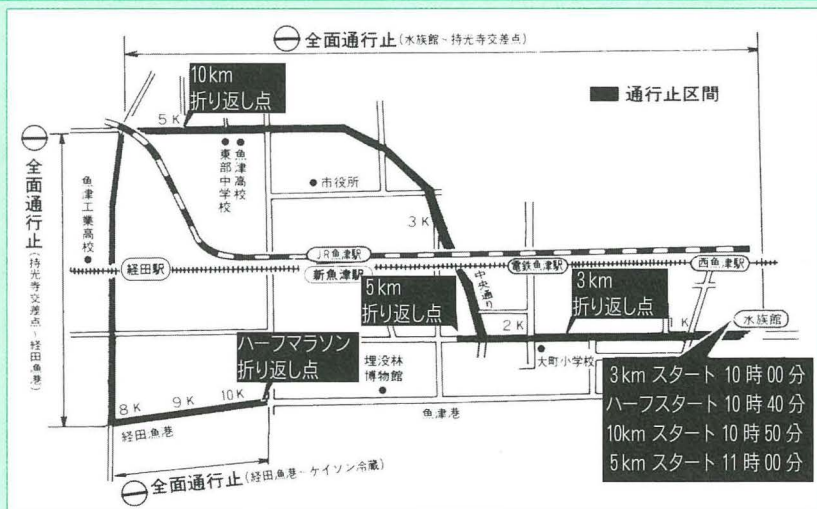 全面通行止(水族館~持光寺交差点)
10km
折り返し点
通行止区間
5K
全面通行止
(持光寺交差点~経田漁港)
魚津工業高校
東部中学校
魚津高校
市役所
3K
JR魚津駅
経田駅
新魚津駅
電鉄魚津駅
西魚津駅
中央通り
5km
折り返し点
3km
折り返し点
1K
水族館
2K
ハーフマラソン
折り返し点
埋没林
博物館
大町小学校
8K
9K
10K
経田漁港
魚津港
3kmスタート10時00分
ハーフスタート10時40分
10kmスタート10時50分
5kmスタート11時00分
全面通行止(経田漁港~ケイソン冷蔵)